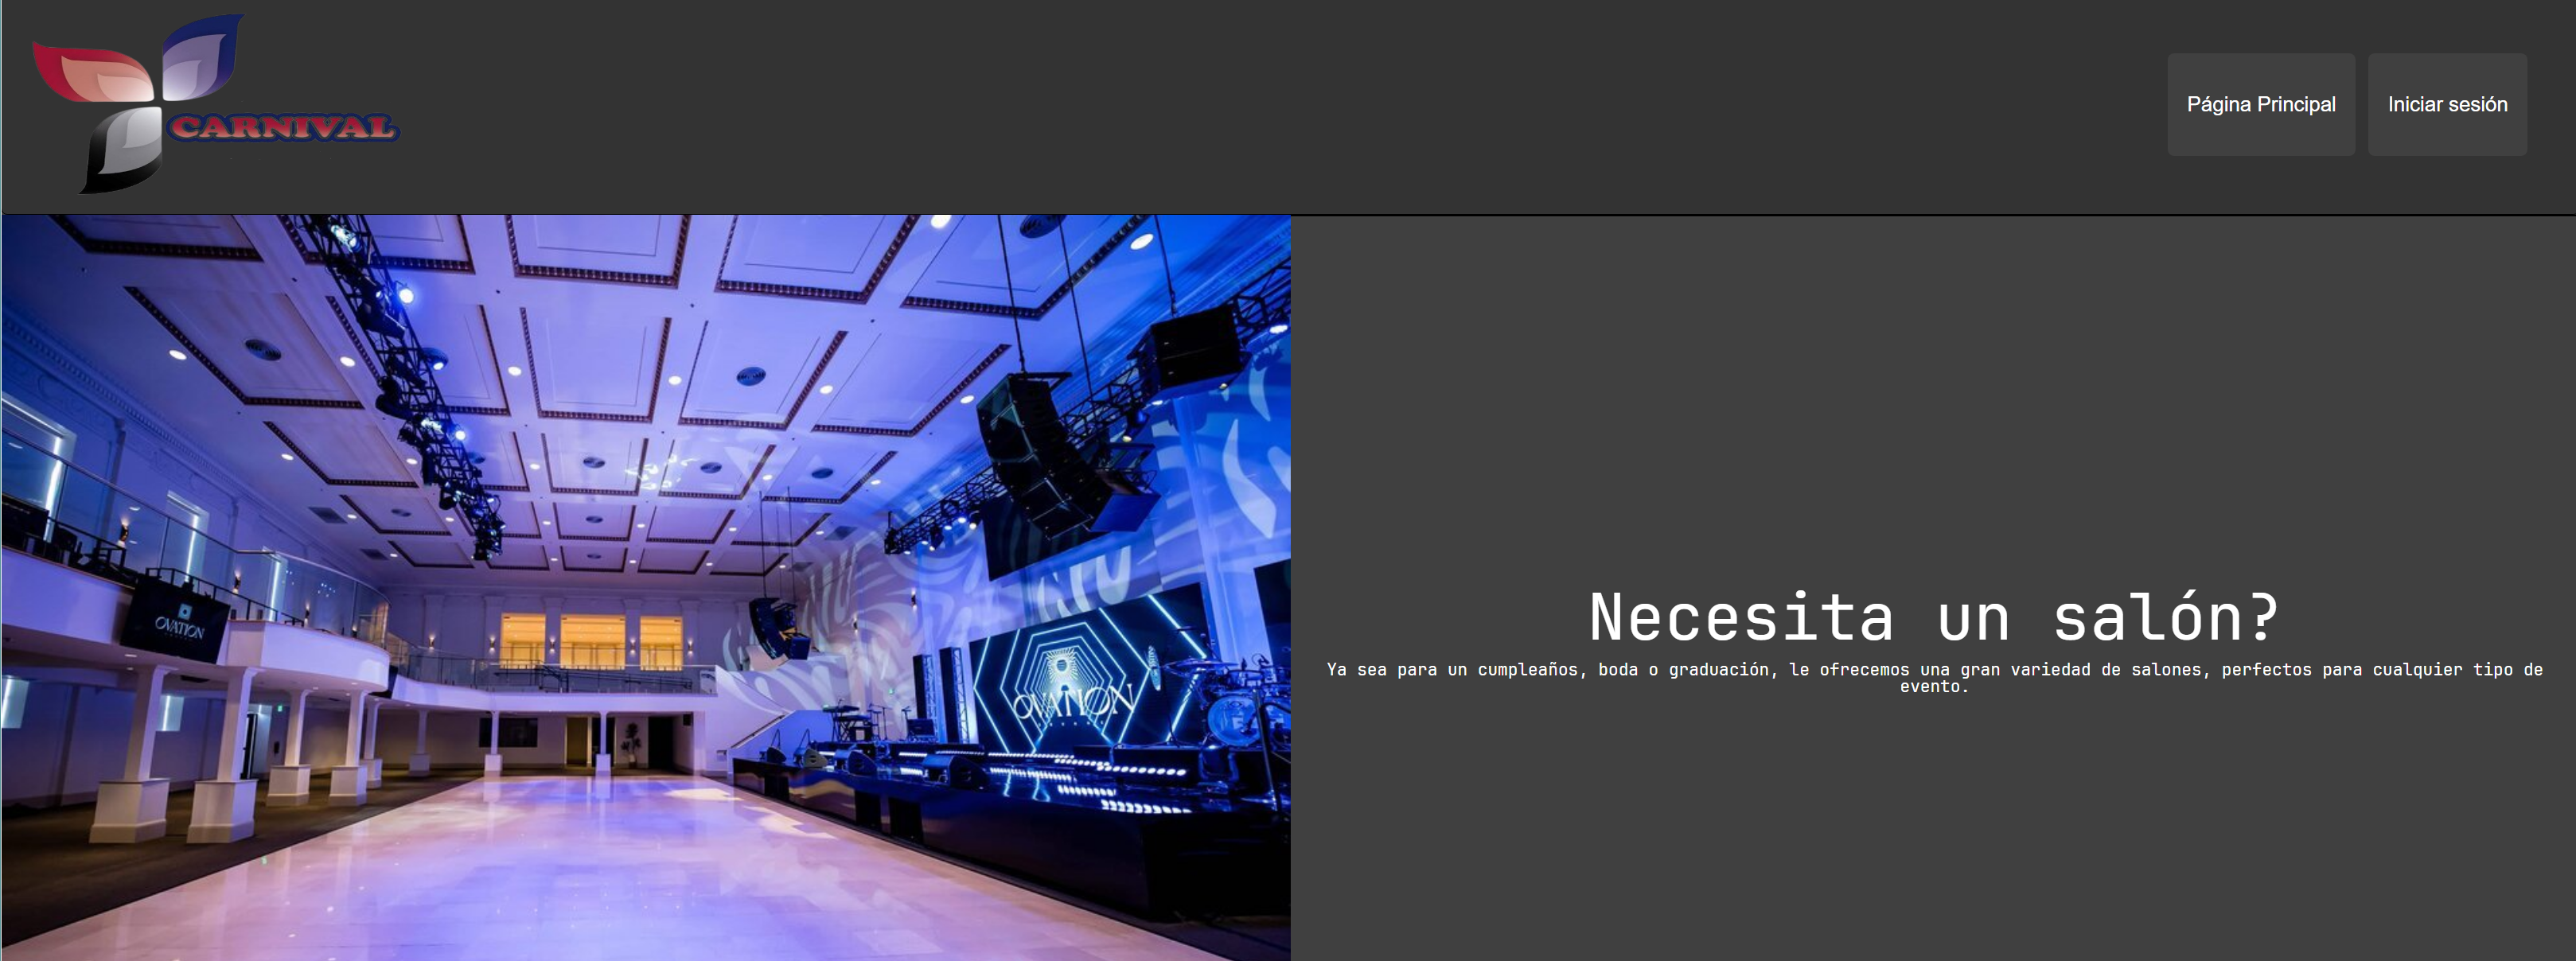 CARNIVAL
Página Principal
Iniciar sesión
OVATION
OVATION
Necesita un salón?
Ya sea para un cumpleaños, boda o graduación, le ofrecemos una gran variedad de salones, perfectos para cualquier tipo de
evento.